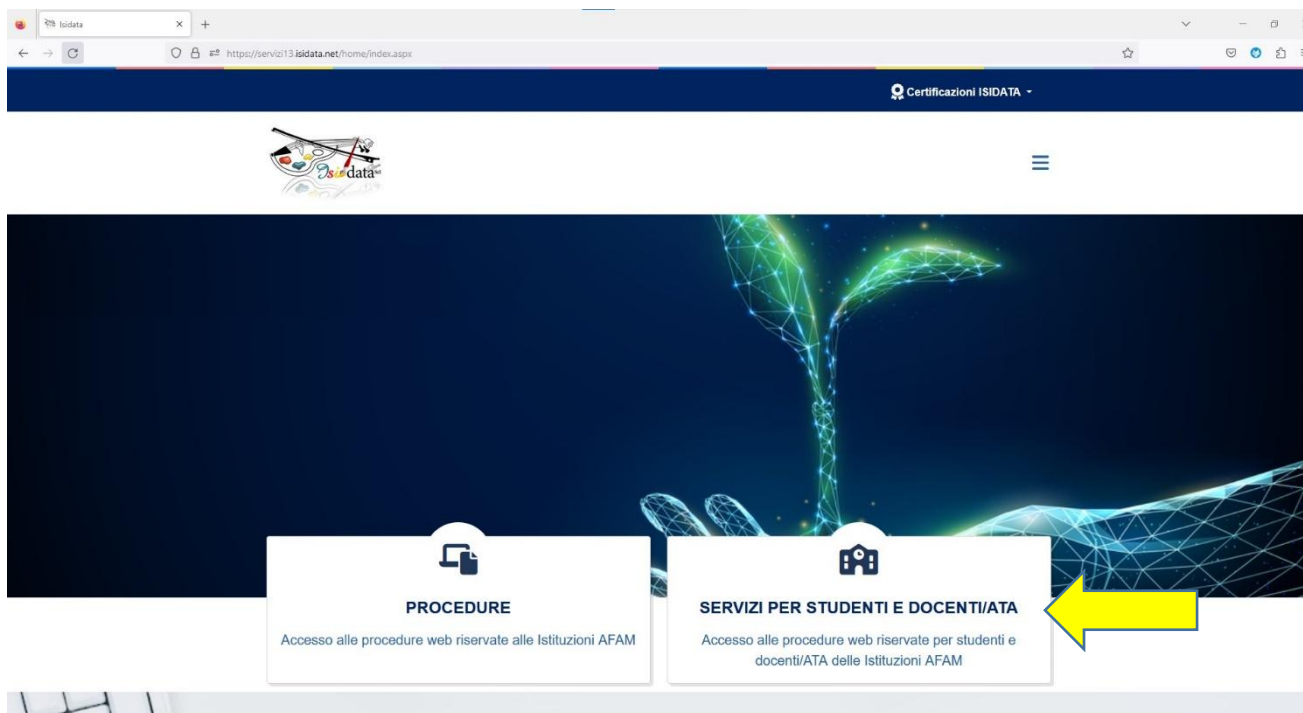 Isidata
https://servizi13.isidata.net/home/index.aspx
Certificazioni ISIDATA
Isidata
PROCEDURE
Accesso alle procedure web riservate alle Istituzioni AFAM
SERVIZI PER STUDENTI E DOCENTI/ATA
Accesso alle procedure web riservate per studenti e
docenti/ATA delle Istituzioni AFAM